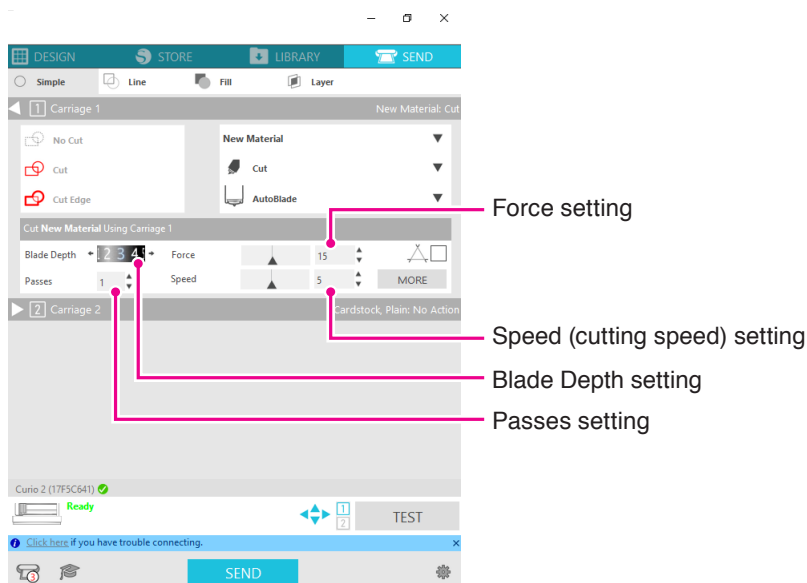 DESIGN STORE LIBRARY SEND
Simple Line Fill Layer
1 Carriage 1 New Material: Cut
No Cut New Material
Cut Cut
Cut Edge AutoBlade
Force setting
Cut New Material Using Carriage 1
Blade Depth 1 2 3 4 Force 15
Passes 1 Speed 5 MORE
2 Carriage 2 Cardstock, Plain: No Action
Speed (cutting speed) setting
Blade Depth setting
Passes setting
Curio 2 (17F5C641)
Ready
1
2
TEST
Click here if you have trouble connecting.
3 SEND